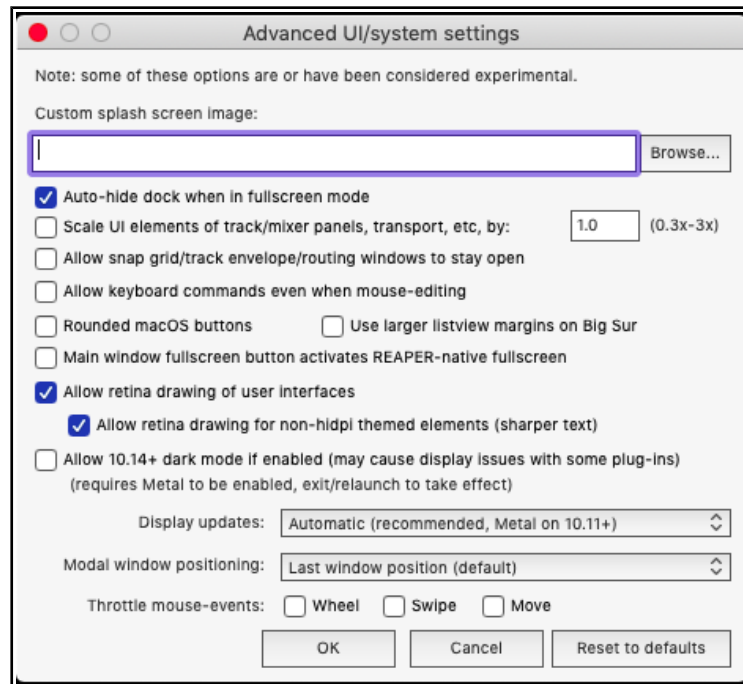 Advanced UI/system settings
Note: some of these options are or have been considered experimental.
Custom splash screen image:
Browse...
Auto-hide dock when in fullscreen mode
Scale UI elements of track/mixer panels, transport, etc, by: 1.0 (0.3x-3x)
Allow snap grid/track envelope/routing windows to stay open
Allow keyboard commands even when mouse-editing
Rounded macOS buttons Use larger listview margins on Big Sur
Main window fullscreen button activates REAPER-native fullscreen
Allow retina drawing of user interfaces
Allow retina drawing for non-hidpi themed elements (sharper text)
Allow 10.14+ dark mode if enabled (may cause display issues with some plug-ins)
(requires Metal to be enabled, exit/relaunch to take effect)
Display updates: Automatic (recommended, Metal on 10.11+)
Modal window positioning: Last window position (default)
Throttle mouse-events: Wheel Swipe Move
OK Cancel Reset to defaults